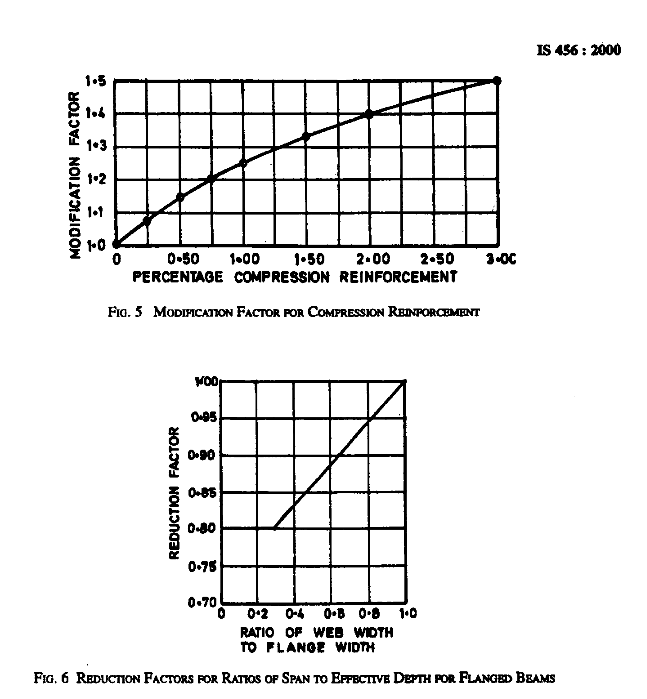 IS 456 : 2000
1·5
1·4
1·3
1·2
1·1
1·0
MODIFICATION FACTOR
0 0·50 1·00 1·50 2·00 2·50 3·00
PERCENTAGE COMPRESSION REINFORCEMENT
FIG. 5 MODIFICATION FACTOR FOR COMPRESSION REINFORCEMENT
1·00
0·95
0·90
0·85
0·80
0·75
0·70
REDUCTION FACTOR
0 0·2 0·4 0·6 0·8 1·0
RATIO OF WEB WIDTH
TO FLANGE WIDTH
FIG. 6 REDUCTION FACTORS FOR RATIOS OF SPAN TO EFFECTIVE DEPTH FOR FLANGED BEAMS